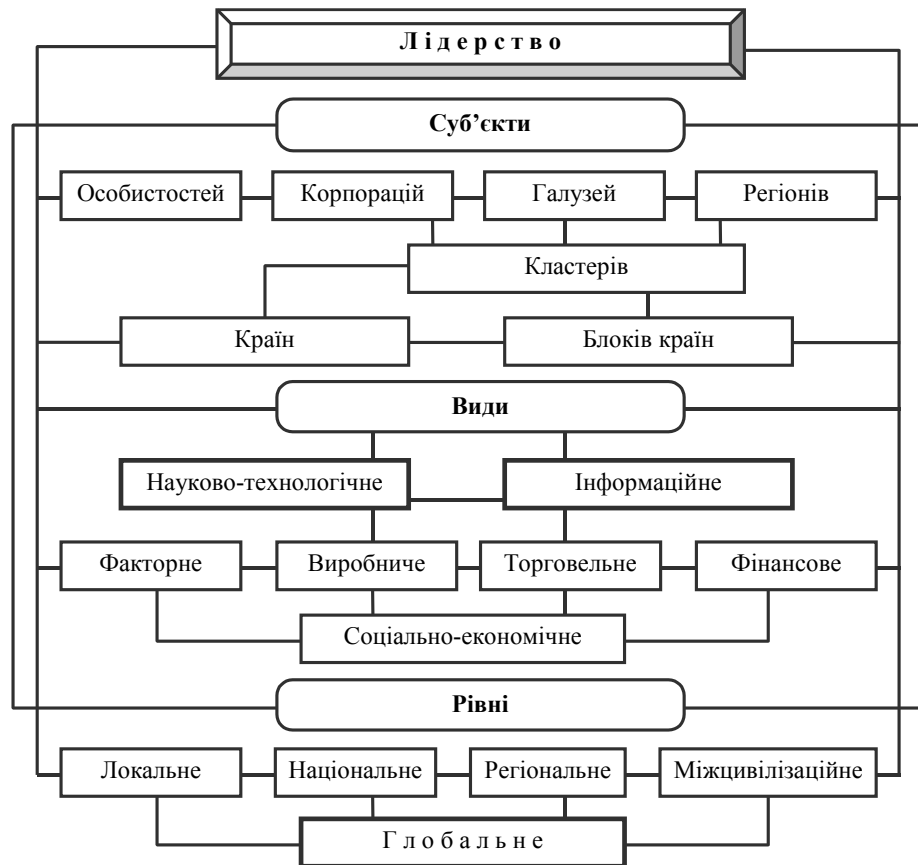 Лідерство
Суб’єкти
Особистостей Корпорацій Галузей Регіонів
Кластерів
Країн Блоків країн
Види
Науково-технологічне Інформаційне
Факторне Виробниче Торговельне Фінансове
Соціально-економічне
Рівні
Локальне Національне Регіональне Міжцивілізаційне
Глобальне